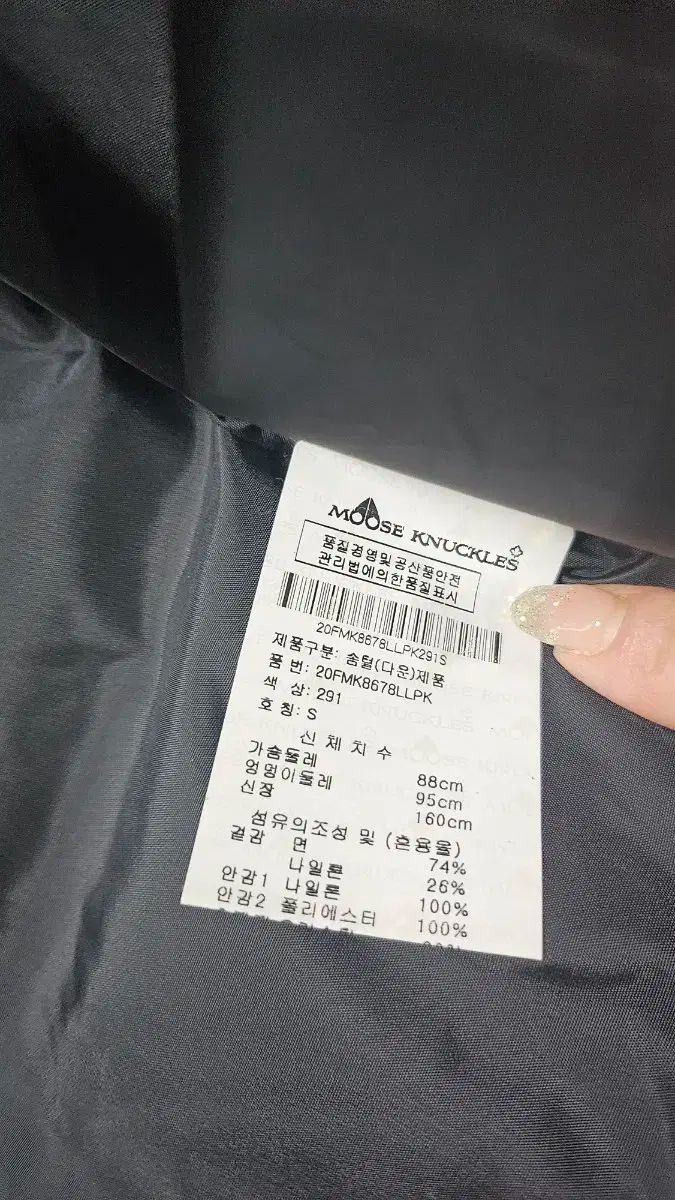 MOOSE KNUCKLES
품질경영및공산품안전
관리법에의한품질표시
20FMK8678LLPK291S
제품구분: 솜털(다운)제품
품 번: 20FMK8678LLPK
색 상: 291
호 칭: S
신 체 치 수
가슴둘레 88cm
엉덩이둘레 95cm
신장 160cm
섬유의조성 및 (혼용율)
겉감 면 74%
나일론 26%
안감1 나일론 100%
안감2 폴리에스터 100%